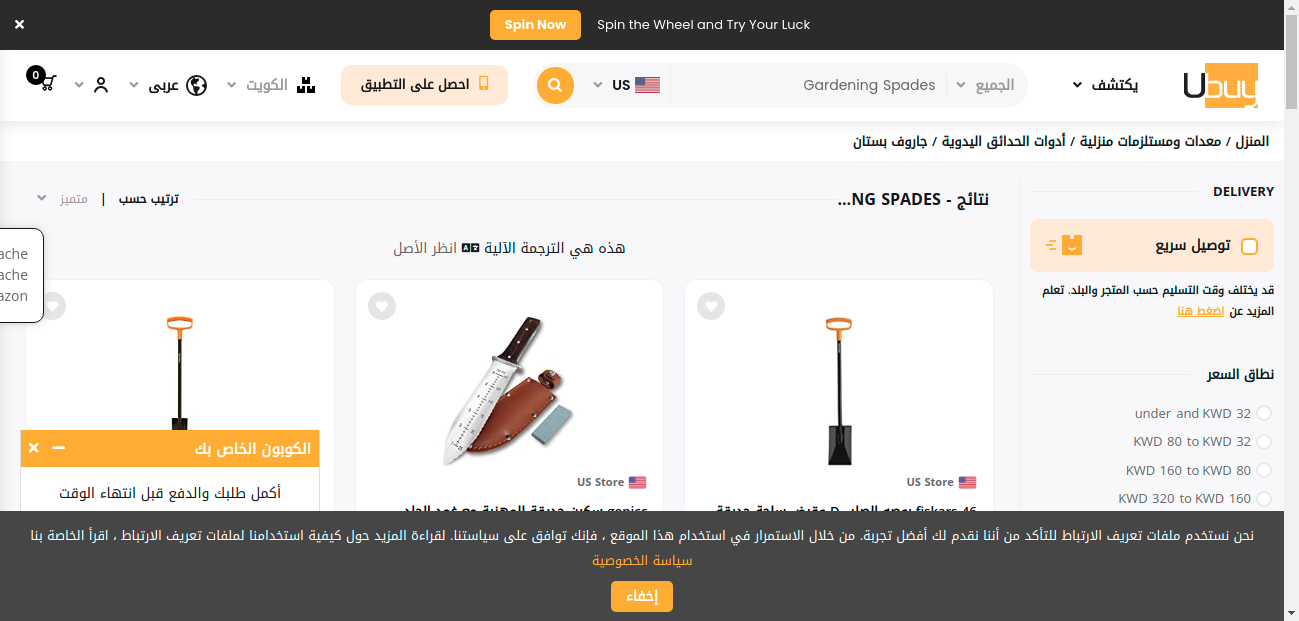 Spin Now Spin the Wheel and Try Your Luck
Ubuy
يكتشف
الجميع
Gardening Spades
US
احصل على التطبيق
الكويت
عربى
0
المنزل / معدات ومستلزمات منزلية / أدوات الحدائق اليدوية / جاروف بستان
DELIVERY
توصيل سريع
قد يختلف وقت التسليم حسب المتجر والبلد. تعلم
المزيد عن اضغط هنا
نطاق السعر
under and KWD 32
KWD 80 to KWD 32
KWD 160 to KWD 80
KWD 320 to KWD 160
نتائج - NG SPADES...
ترتيب حسب | متميز
هذه هي الترجمة الآلية انظر الأصل
ache
ache
azon
US Store
US Store
الكوبون الخاص بك
أكمل طلبك والدفع قبل انتهاء الوقت
نحن نستخدم ملفات تعريف الارتباط للتأكد من أننا نقدم لك أفضل تجربة. من خلال الاستمرار في استخدام هذا الموقع ، فإنك توافق على سياستنا. لقراءة المزيد حول كيفية استخدامنا لملفات تعريف الارتباط ، اقرأ الخاصة بنا
سياسة الخصوصية
إخفاء